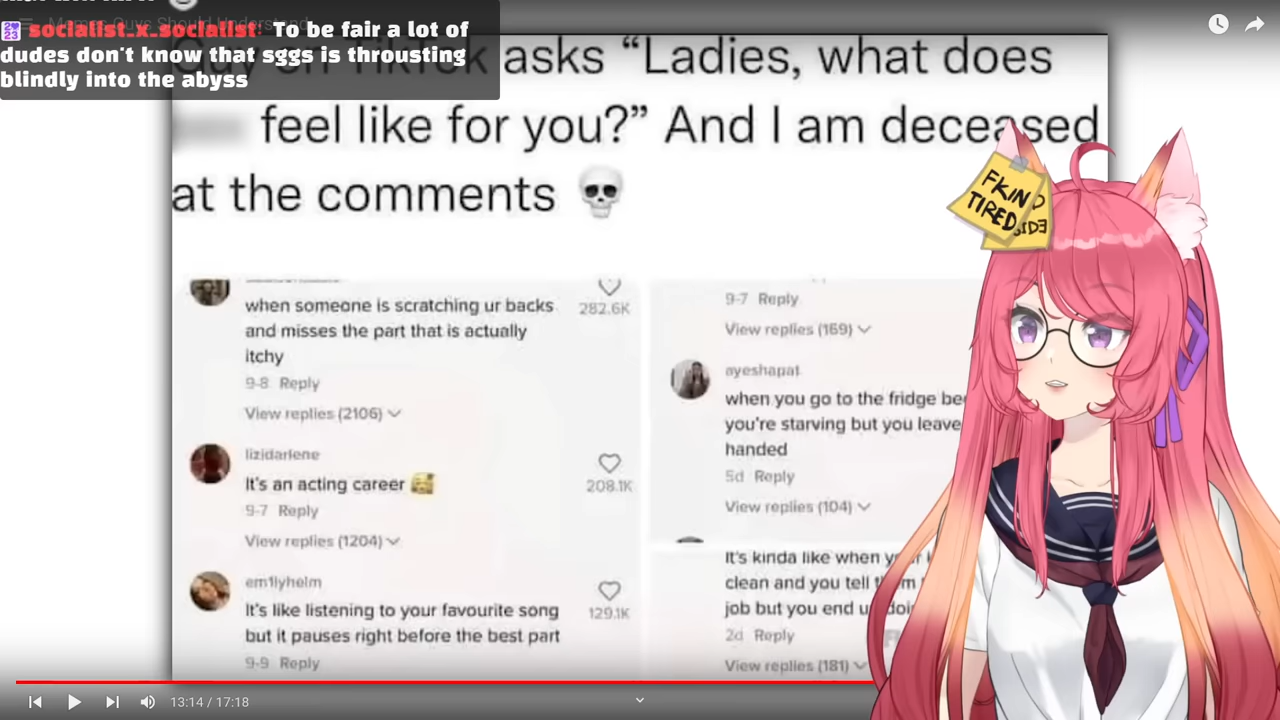 socialist_x_socialist: To be fair a lot of
dudes don't know that sggs is throusting
blindly into the abyss
Guys Should Understand
Guy on TikTok asks “Ladies, what does
feel like for you?” And I am deceased
at the comments 💀
when someone is scratching ur backs
and misses the part that is actually
itchy
282.6K
9-8 Reply
View replies (2106)
lizidarlene
It's an acting career 🥰
208.1K
9-7 Reply
View replies (1204)
em1lyhelm
It's like listening to your favourite song
but it pauses right before the best part
129.1K
9-9 Reply
9-7 Reply
View replies (169)
ayeshapat
when you go to the fridge
you're starving but you leave
handed
5d Reply
View replies (104)
It's kinda like when
clean and you tell
job but you end
2d Reply
View replies (181)
FKIN
TIRED
13:14 / 17:18